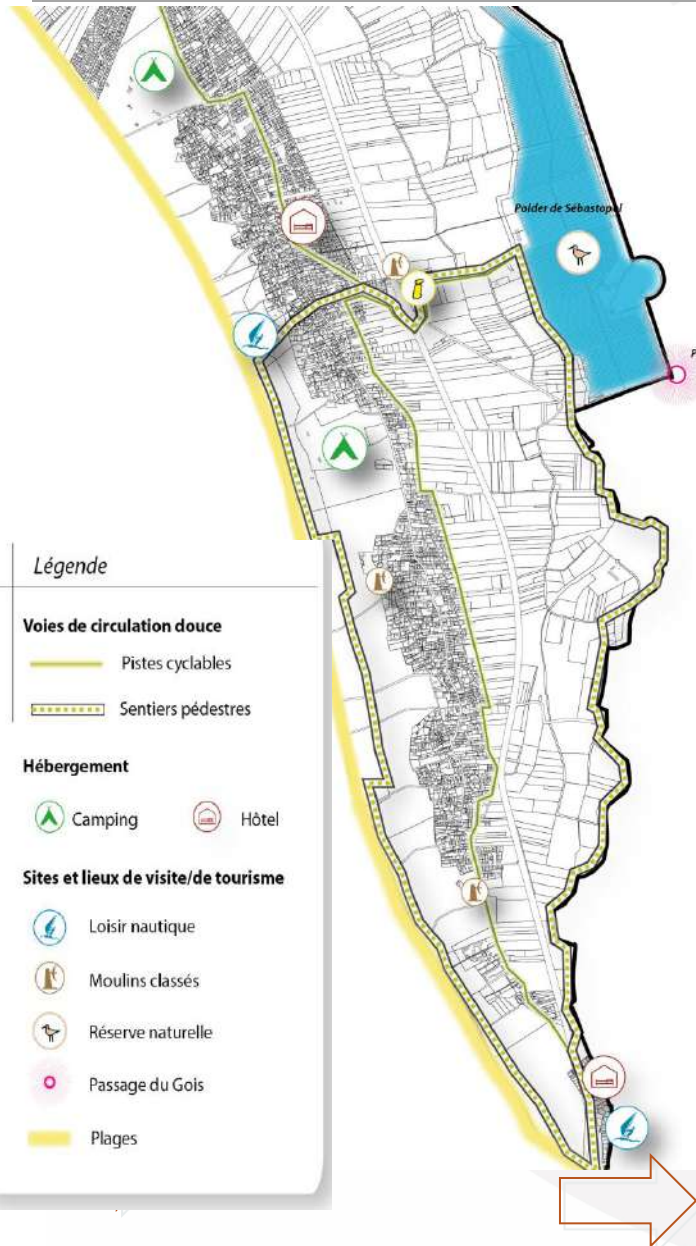 Polder de Sébastopol
P
Légende
Voies de circulation douce
Pistes cyclables
Sentiers pédestres
Hébergement
Camping
Hôtel
Sites et lieux de visite/de tourisme
Loisir nautique
Moulins classés
Réserve naturelle
Passage du Gois
Plages